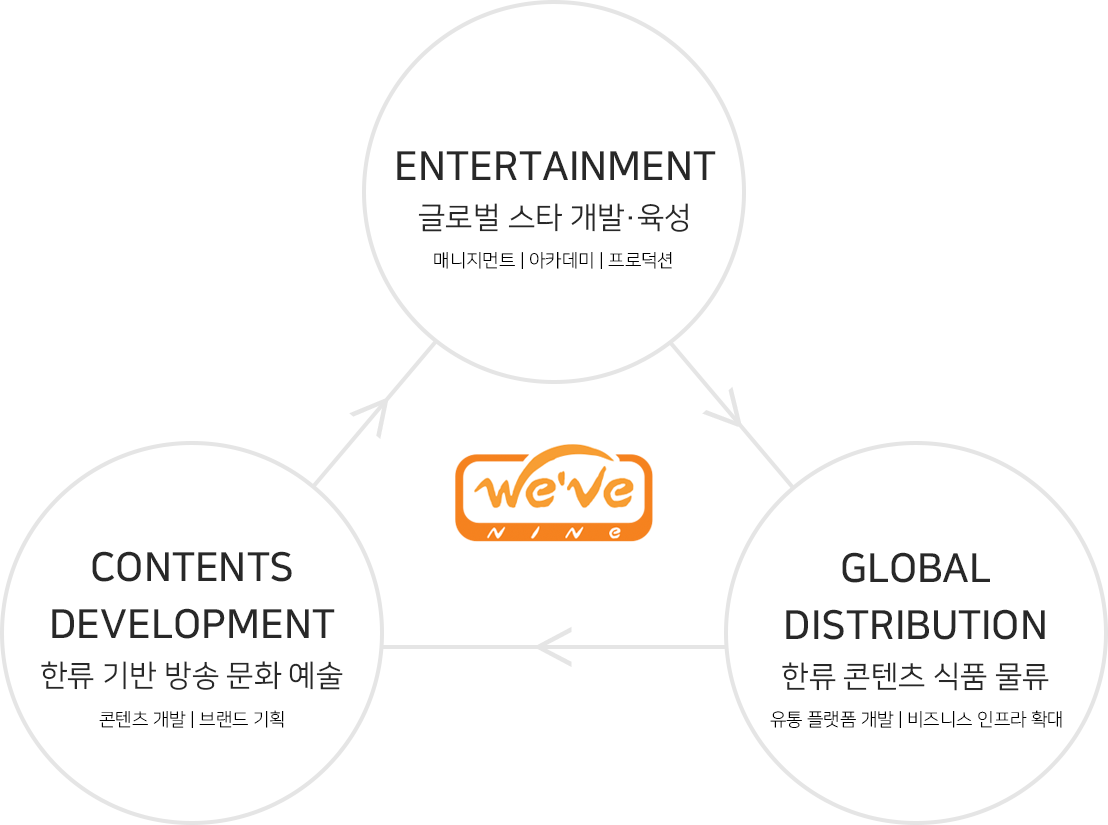 ENTERTAINMENT
글로벌 스타 개발·육성
매니지먼트 | 아카데미 | 프로덕션
we've
NINe
CONTENTS
DEVELOPMENT
한류 기반 방송 문화 예술
콘텐츠 개발 | 브랜드 기획
GLOBAL
DISTRIBUTION
한류 콘텐츠 식품 물류
유통 플랫폼 개발 | 비즈니스 인프라 확대